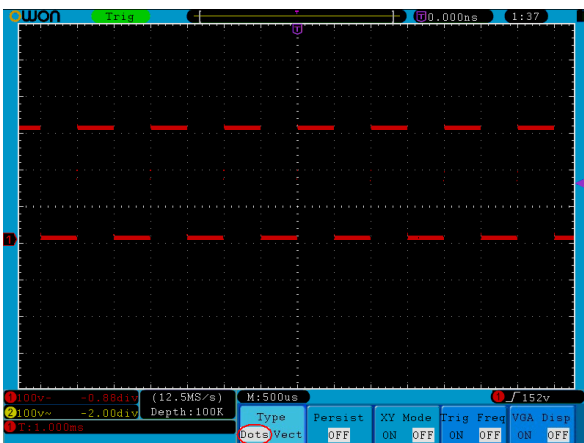 owon Trig T 0.000ns 1:37
T
1
1 100v~ -0.88div (12.5MS/s) M:500us 1 152v
2 100v~ -2.00div Depth:100K
1 T:1.000ms
Type Persist XY Mode Trig Freq VGA Disp
Dots Vect OFF ON OFF ON OFF ON OFF